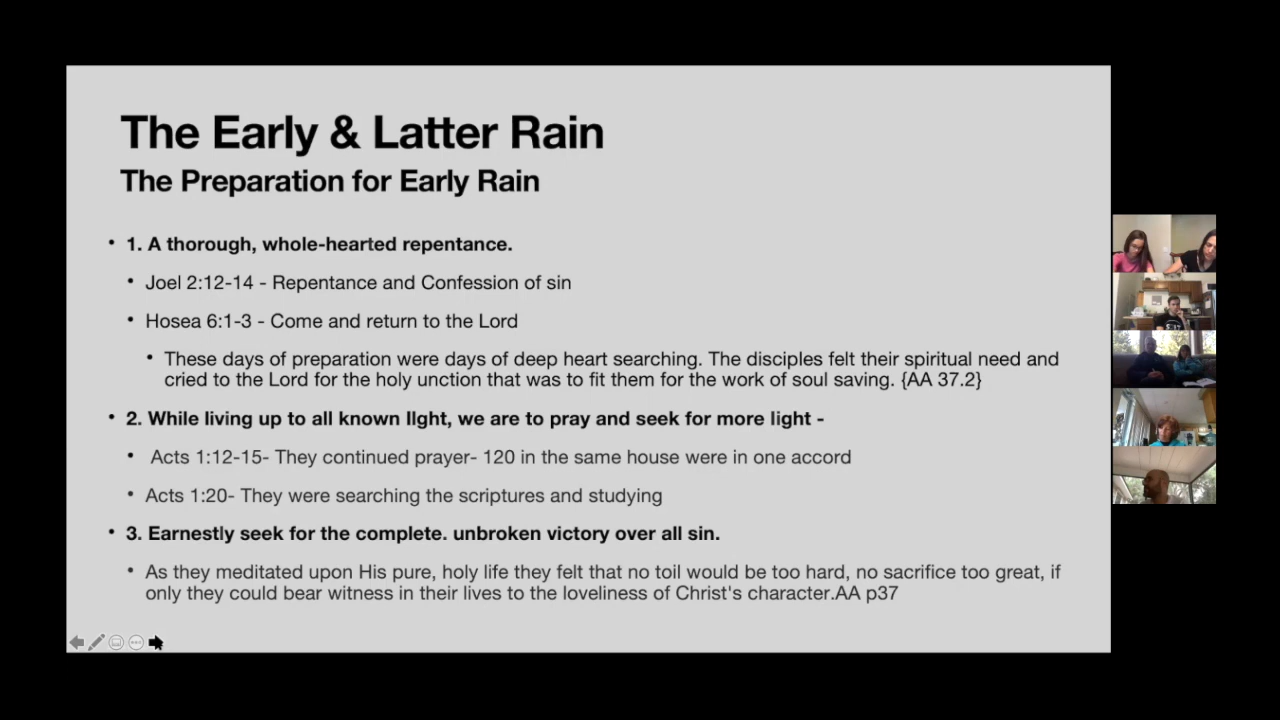 The Early & Latter Rain
The Preparation for Early Rain
• 1. A thorough, whole-hearted repentance.
• Joel 2:12-14 - Repentance and Confession of sin
• Hosea 6:1-3 - Come and return to the Lord
• These days of preparation were days of deep heart searching. The disciples felt their spiritual need and
cried to the Lord for the holy unction that was to fit them for the work of soul saving. {AA 37.2}
• 2. While living up to all known lIght, we are to pray and seek for more light -
• Acts 1:12-15- They continued prayer- 120 in the same house were in one accord
• Acts 1:20- They were searching the scriptures and studying
• 3. Earnestly seek for the complete. unbroken victory over all sin.
• As they meditated upon His pure, holy life they felt that no toil would be too hard, no sacrifice too great, if
only they could bear witness in their lives to the loveliness of Christ's character.AA p37